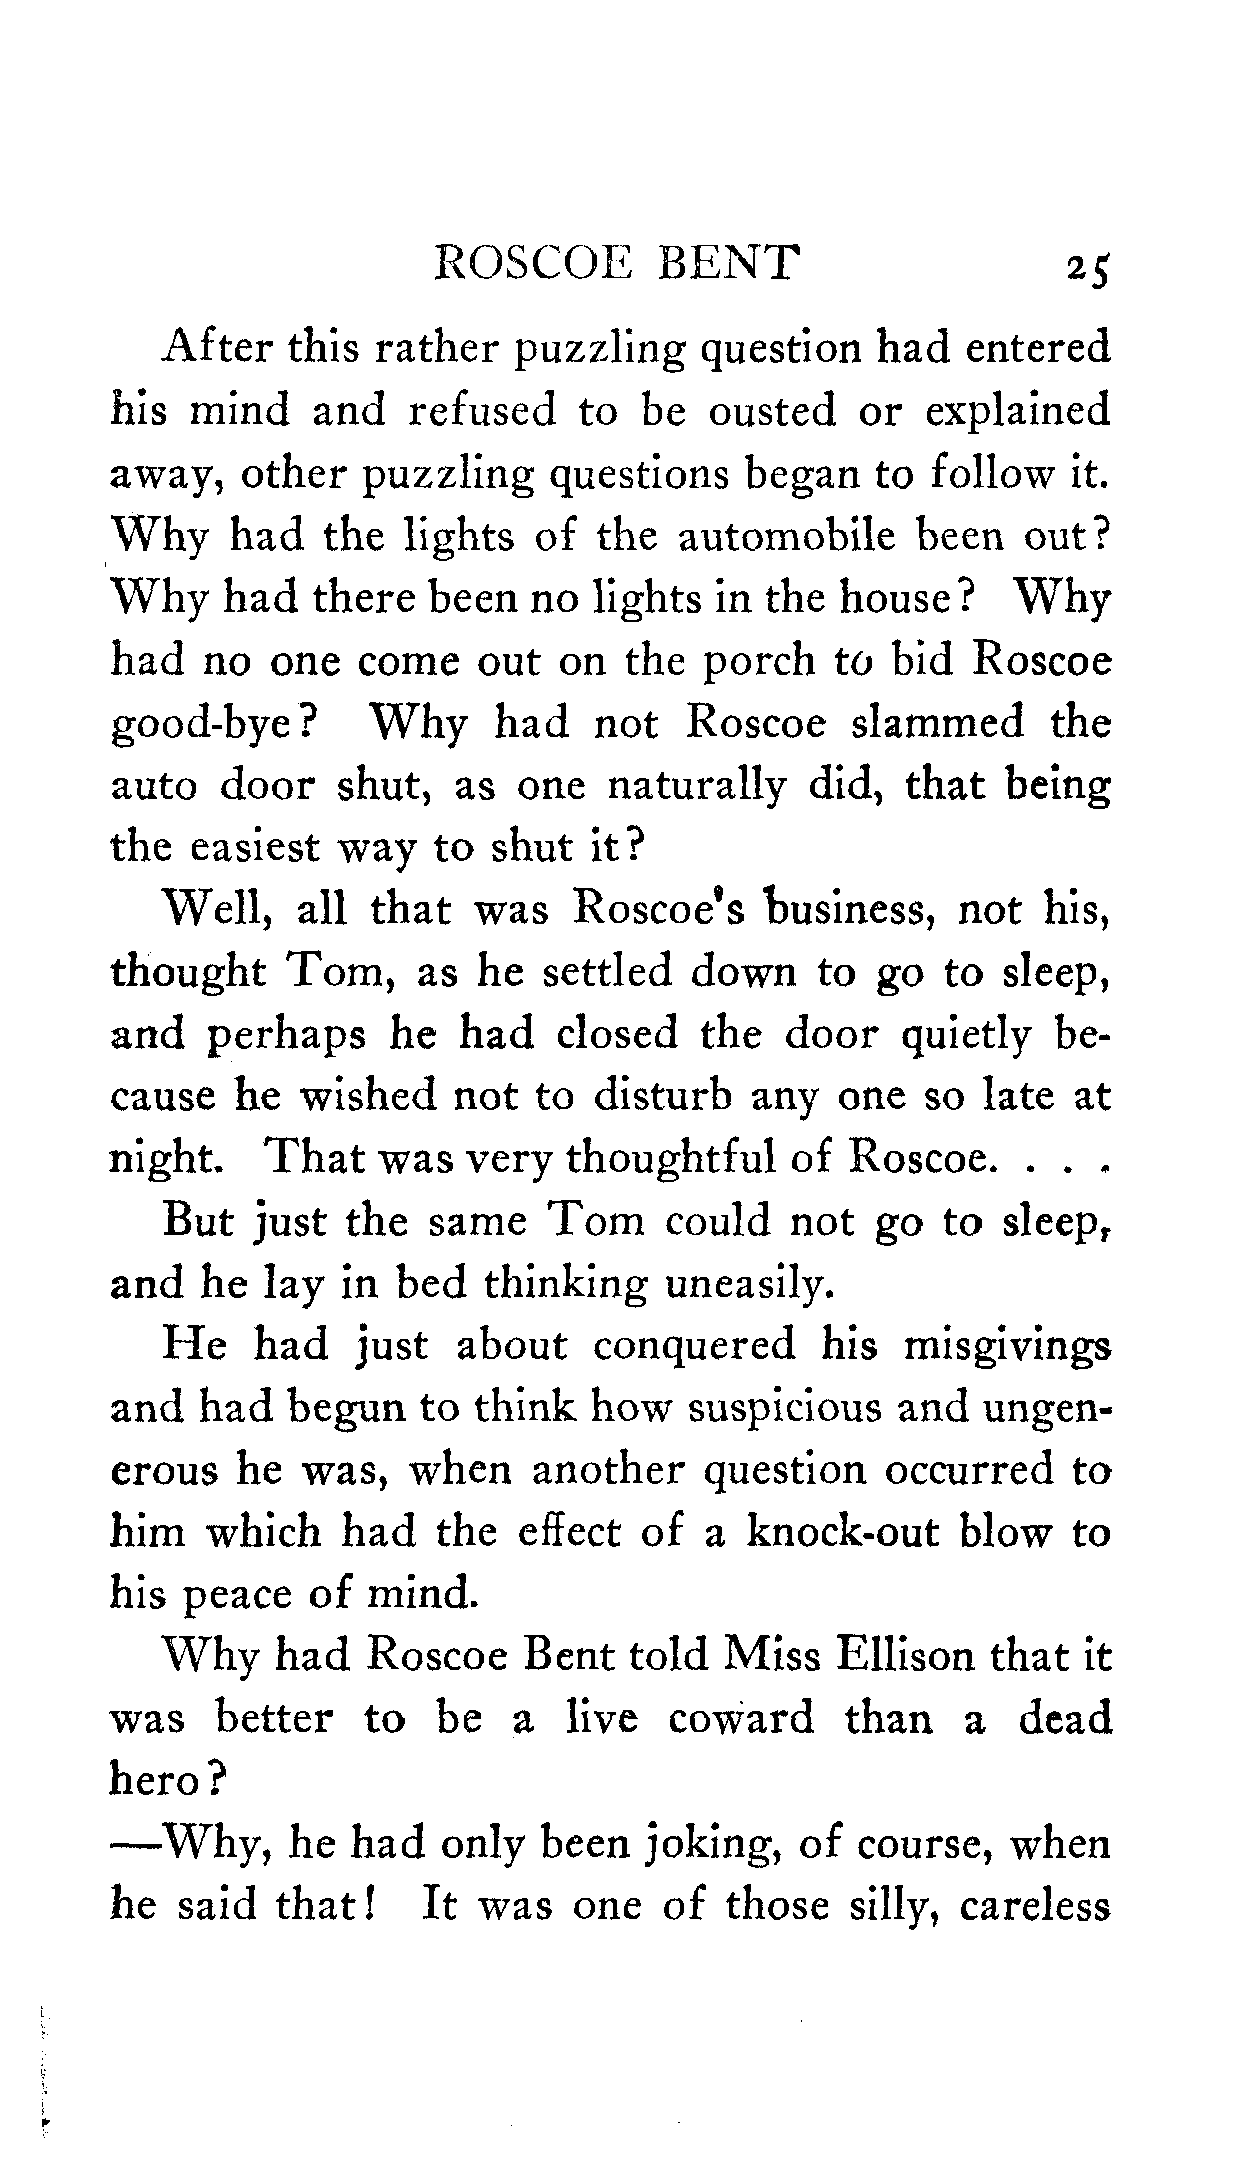 ROSCOE BENT 25
After this rather puzzling question had entered
his mind and refused to be ousted or explained
away, other puzzling questions began to follow it.
Why had the lights of the automobile been out?
Why had there been no lights in the house? Why
had no one come out on the porch to bid Roscoe
good-bye? Why had not Roscoe slammed the
auto door shut, as one naturally did, that being
the easiest way to shut it?
Well, all that was Roscoe's business, not his,
thought Tom, as he settled down to go to sleep,
and perhaps he had closed the door quietly be-
cause he wished not to disturb any one so late at
night. That was very thoughtful of Roscoe. . . .
But just the same Tom could not go to sleep,
and he lay in bed thinking uneasily.
He had just about conquered his misgivings
and had begun to think how suspicious and ungen-
erous he was, when another question occurred to
him which had the effect of a knock-out blow to
his peace of mind.
Why had Roscoe Bent told Miss Ellison that it
was better to be a live coward than a dead
hero?
—Why, he had only been joking, of course, when
he said that! It was one of those silly, careless